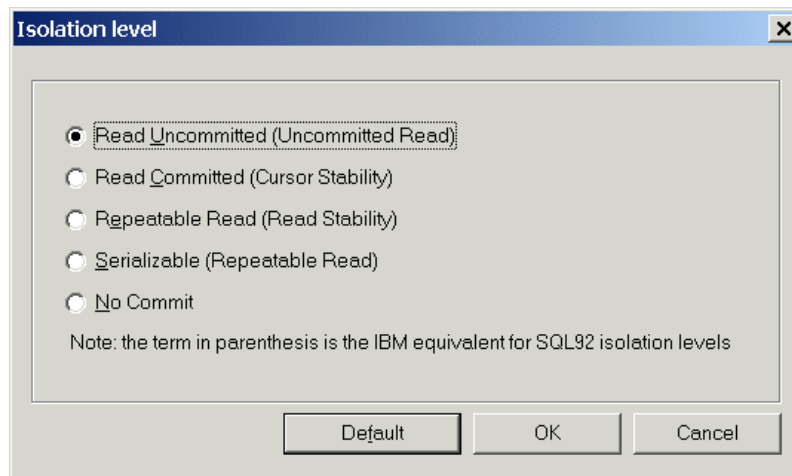 Isolation level
Read Uncommitted (Uncommitted Read)
Read Committed (Cursor Stability)
Repeatable Read (Read Stability)
Serializable (Repeatable Read)
No Commit
Note: the term in parenthesis is the IBM equivalent for SQL92 isolation levels
Default
OK
Cancel